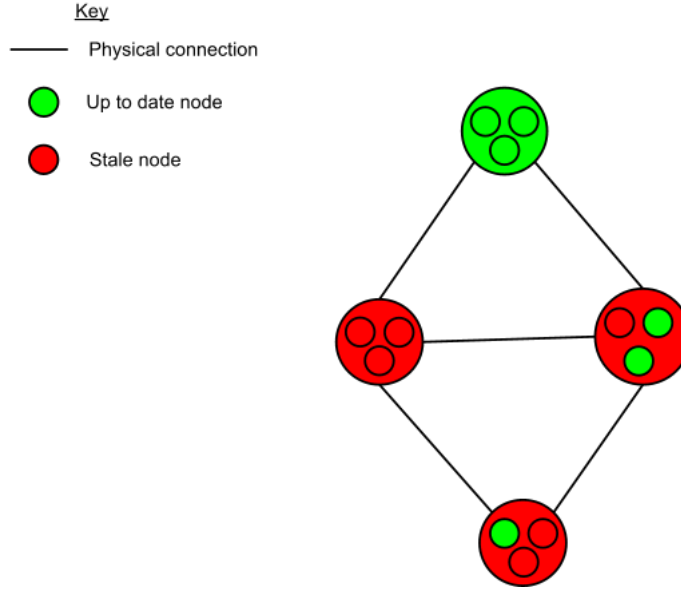 Key
Physical connection
Up to date node
Stale node